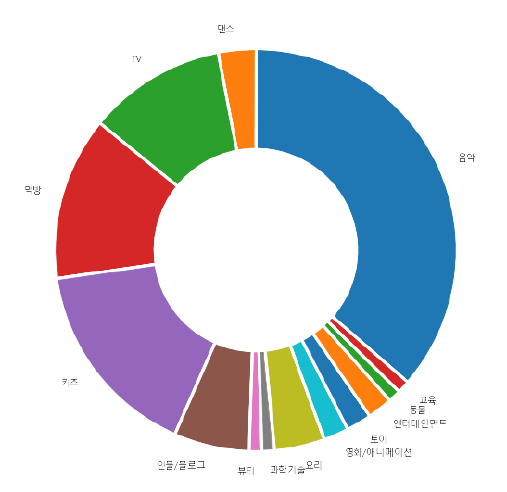 댄스
TV
음악
먹방
키즈
교육
동물
엔터테인먼트
토이
영화/애니메이션
인물/블로그
뷰티
과학기술
요리